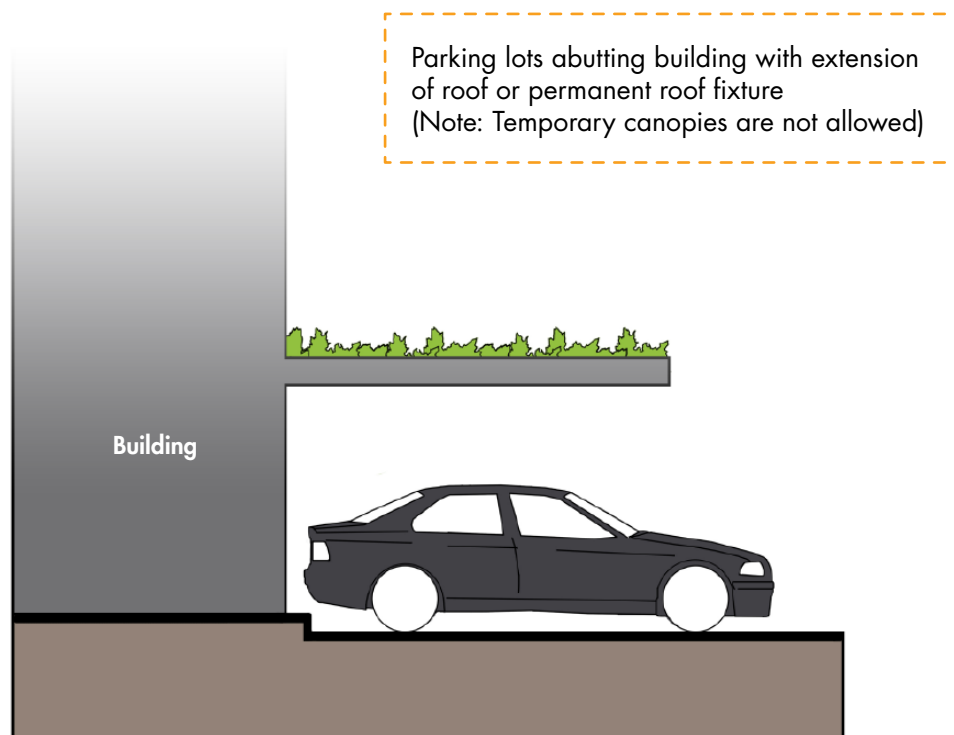 Parking lots abutting building with extension
of roof or permanent roof fixture
(Note: Temporary canopies are not allowed)
Building